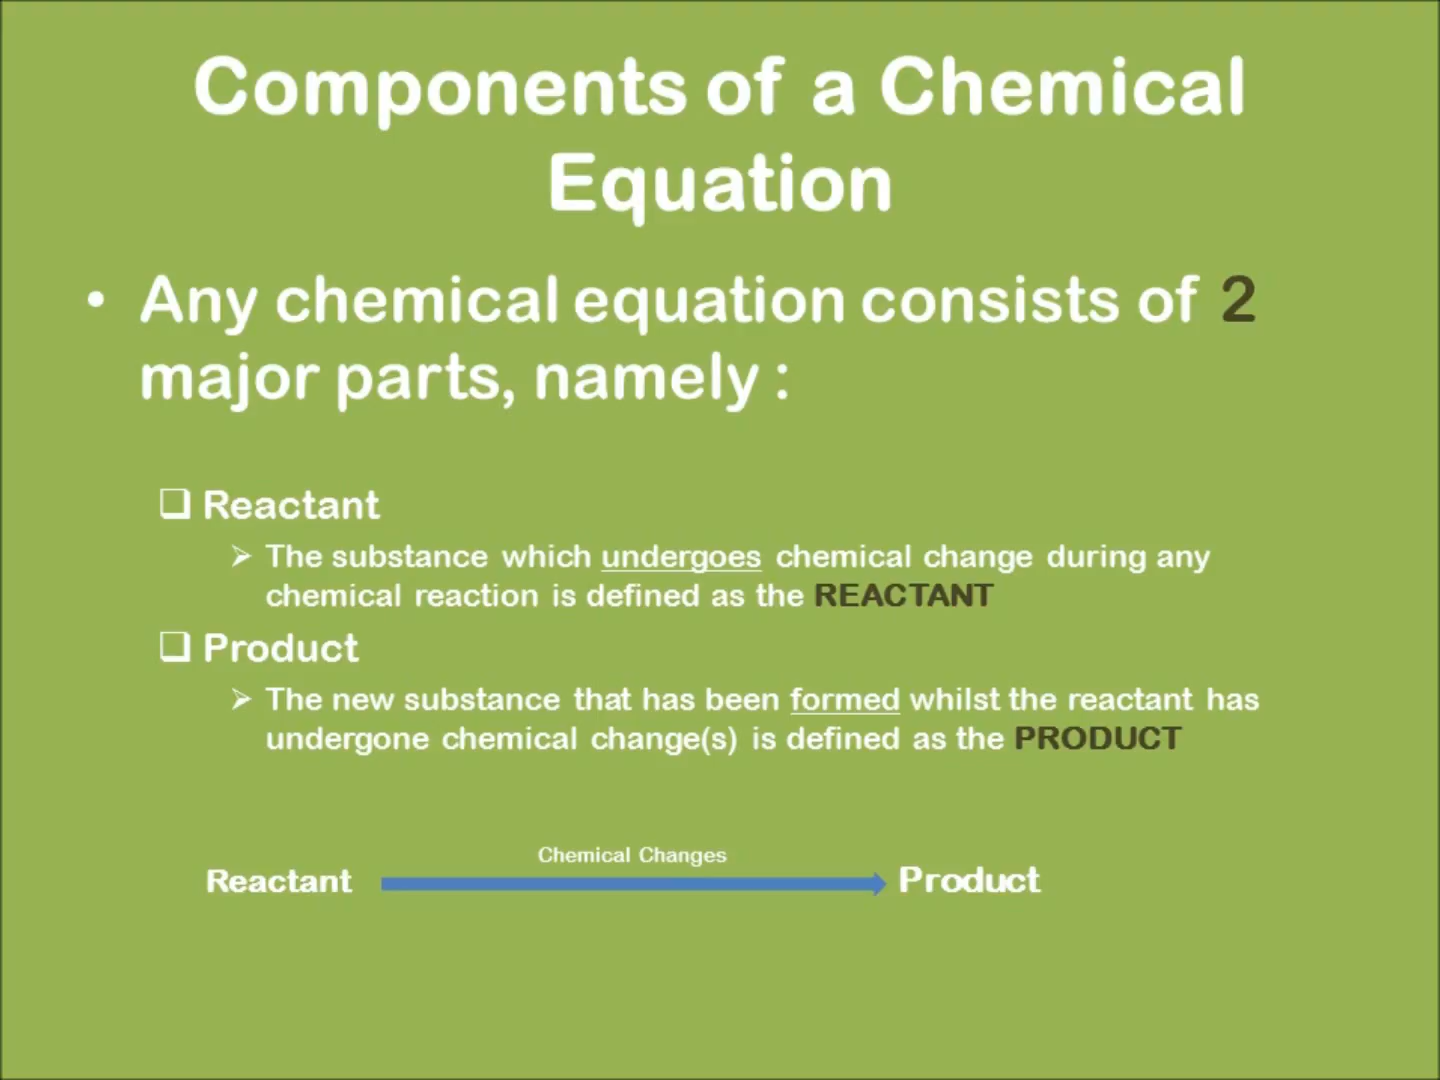 Components of a Chemical
Equation
• Any chemical equation consists of 2
major parts, namely :
❑ Reactant
➢ The substance which undergoes chemical change during any
chemical reaction is defined as the REACTANT
❑ Product
➢ The new substance that has been formed whilst the reactant has
undergone chemical change(s) is defined as the PRODUCT
Chemical Changes
Reactant Product